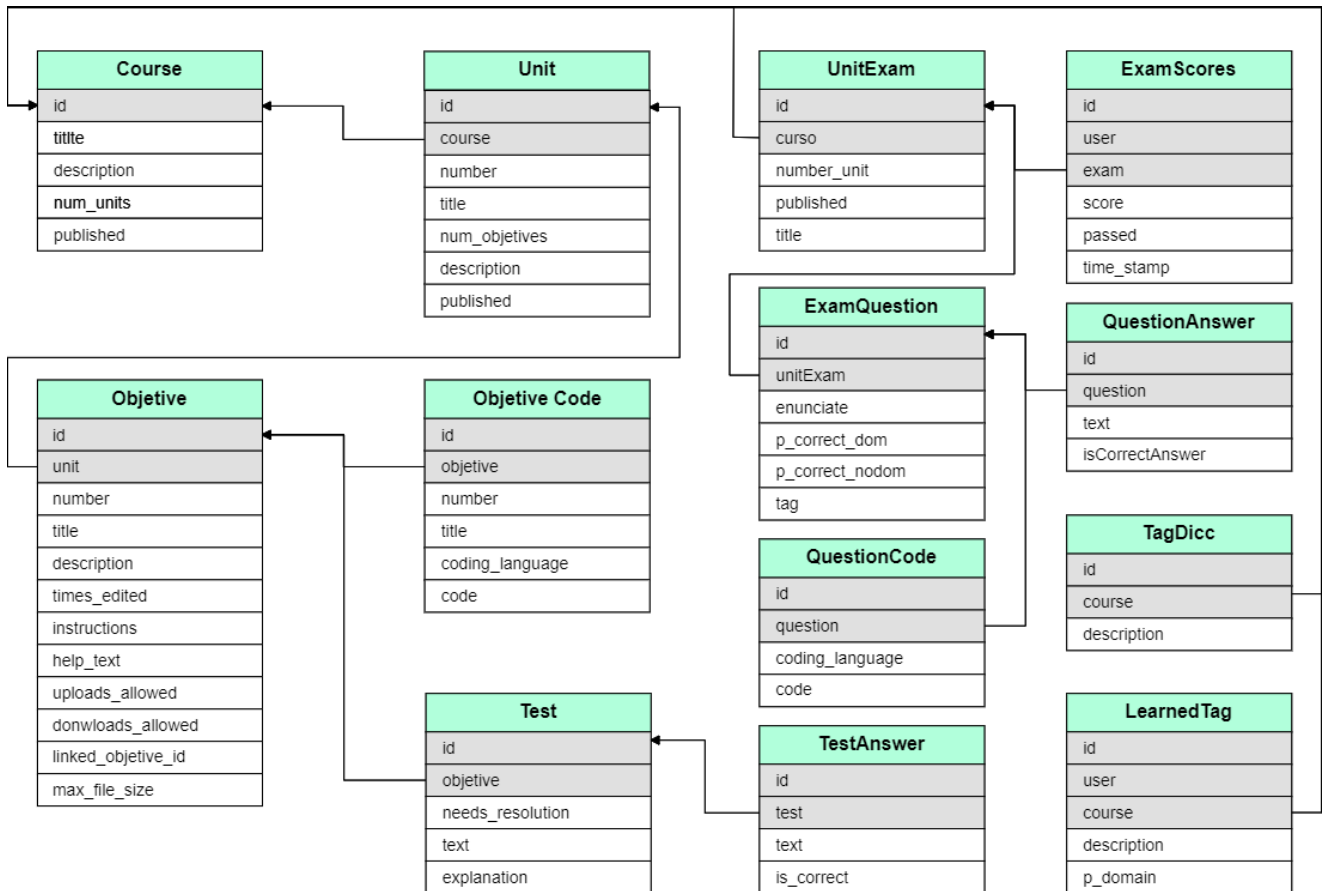 Course
id
titlte
description
num_units
published
Unit
id
course
number
title
num_objetives
description
published
UnitExam
id
curso
number_unit
published
title
ExamScores
id
user
exam
score
passed
time_stamp
ExamQuestion
id
unitExam
enunciate
p_correct_dom
p_correct_nodom
tag
QuestionAnswer
id
question
text
isCorrectAnswer
Objetive
id
unit
number
title
description
times_edited
instructions
help_text
uploads_allowed
donwloads_allowed
linked_objetive_id
max_file_size
Objetive Code
id
objetive
number
title
coding_language
code
QuestionCode
id
question
coding_language
code
TagDicc
id
course
description
Test
id
objetive
needs_resolution
text
explanation
TestAnswer
id
test
text
is_correct
LearnedTag
id
user
course
description
p_domain